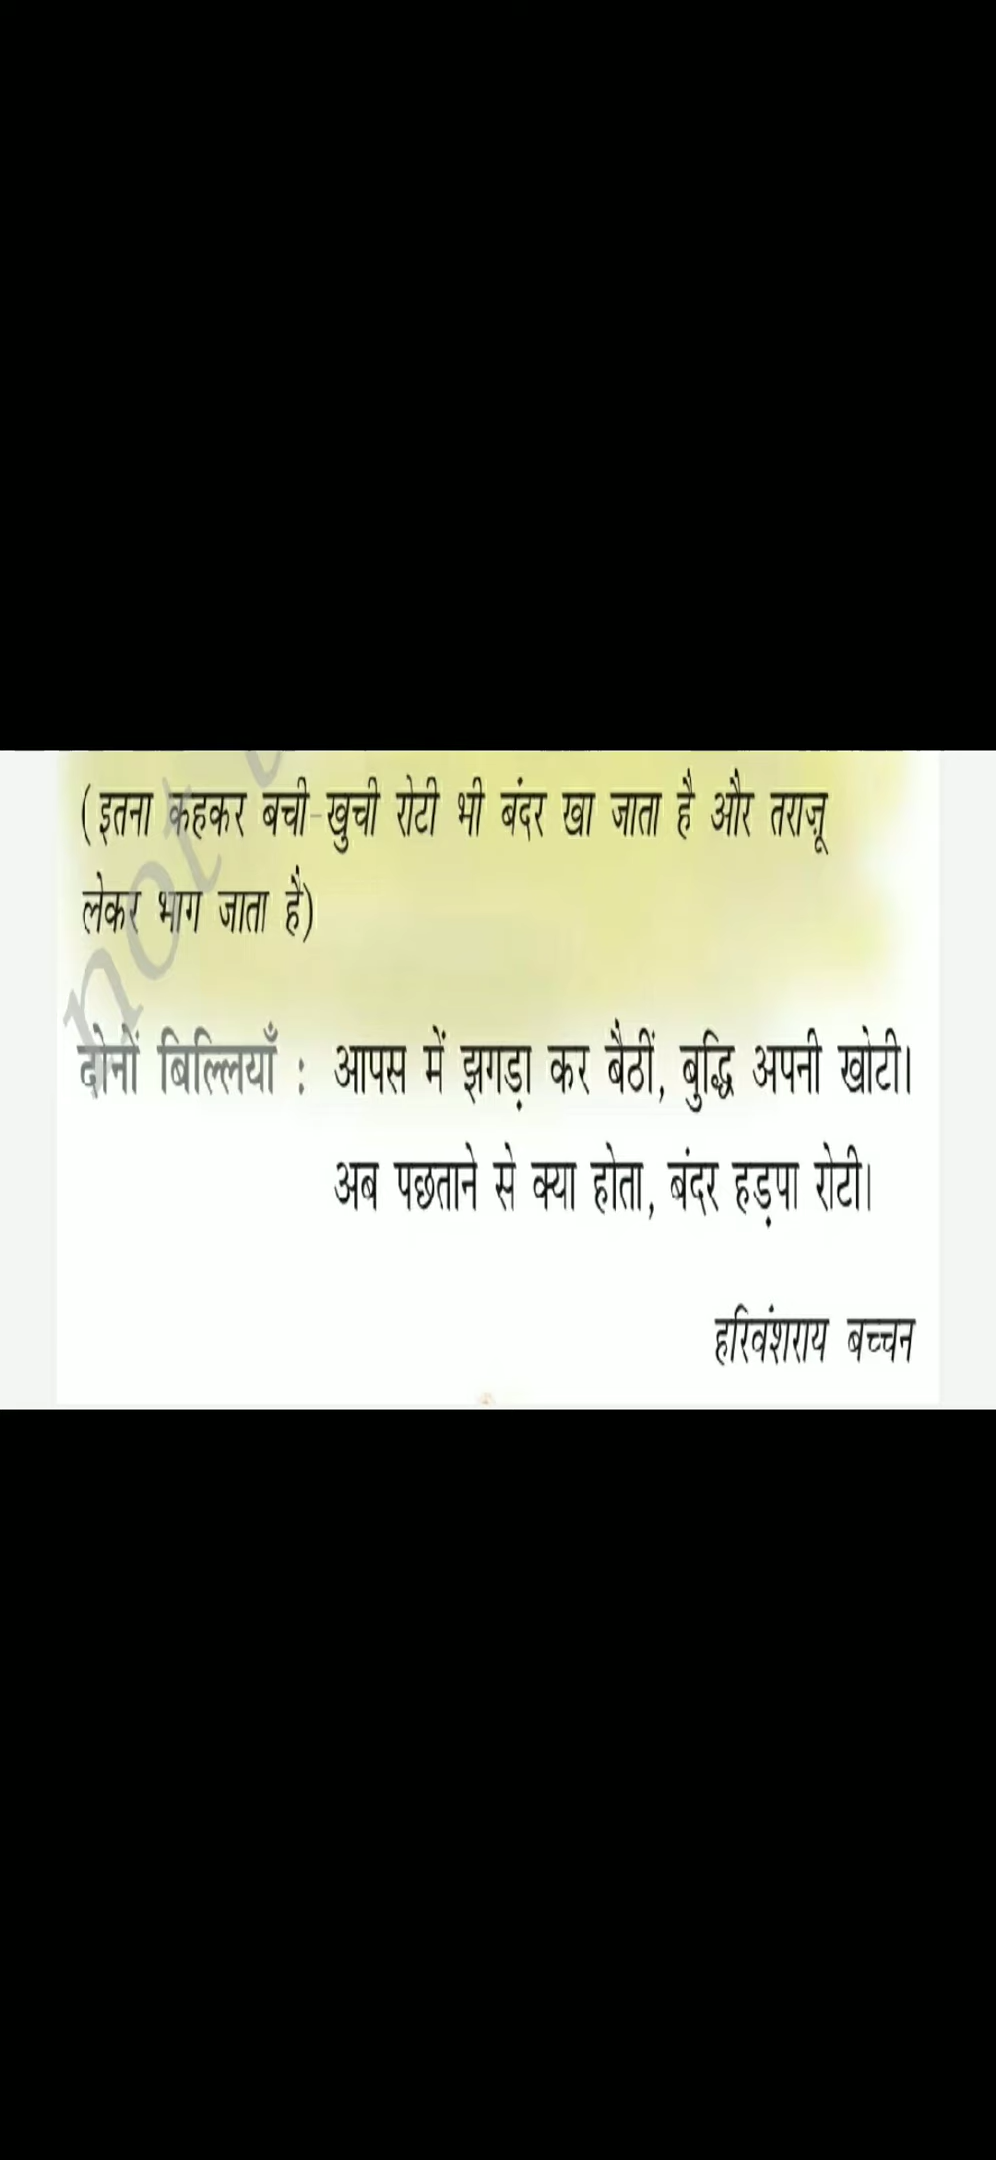 (इतना कहकर बची-खुची रोटी भी बंदर खा जाता है और तराज़ू
लेकर भाग जाता है)
दोनों बिल्लियाँ : आपस में झगड़ा कर बैठीं, बुद्धि अपनी खोटी।
अब पछताने से क्या होता, बंदर हड़पा रोटी।
हरिवंशराय बच्चन
not